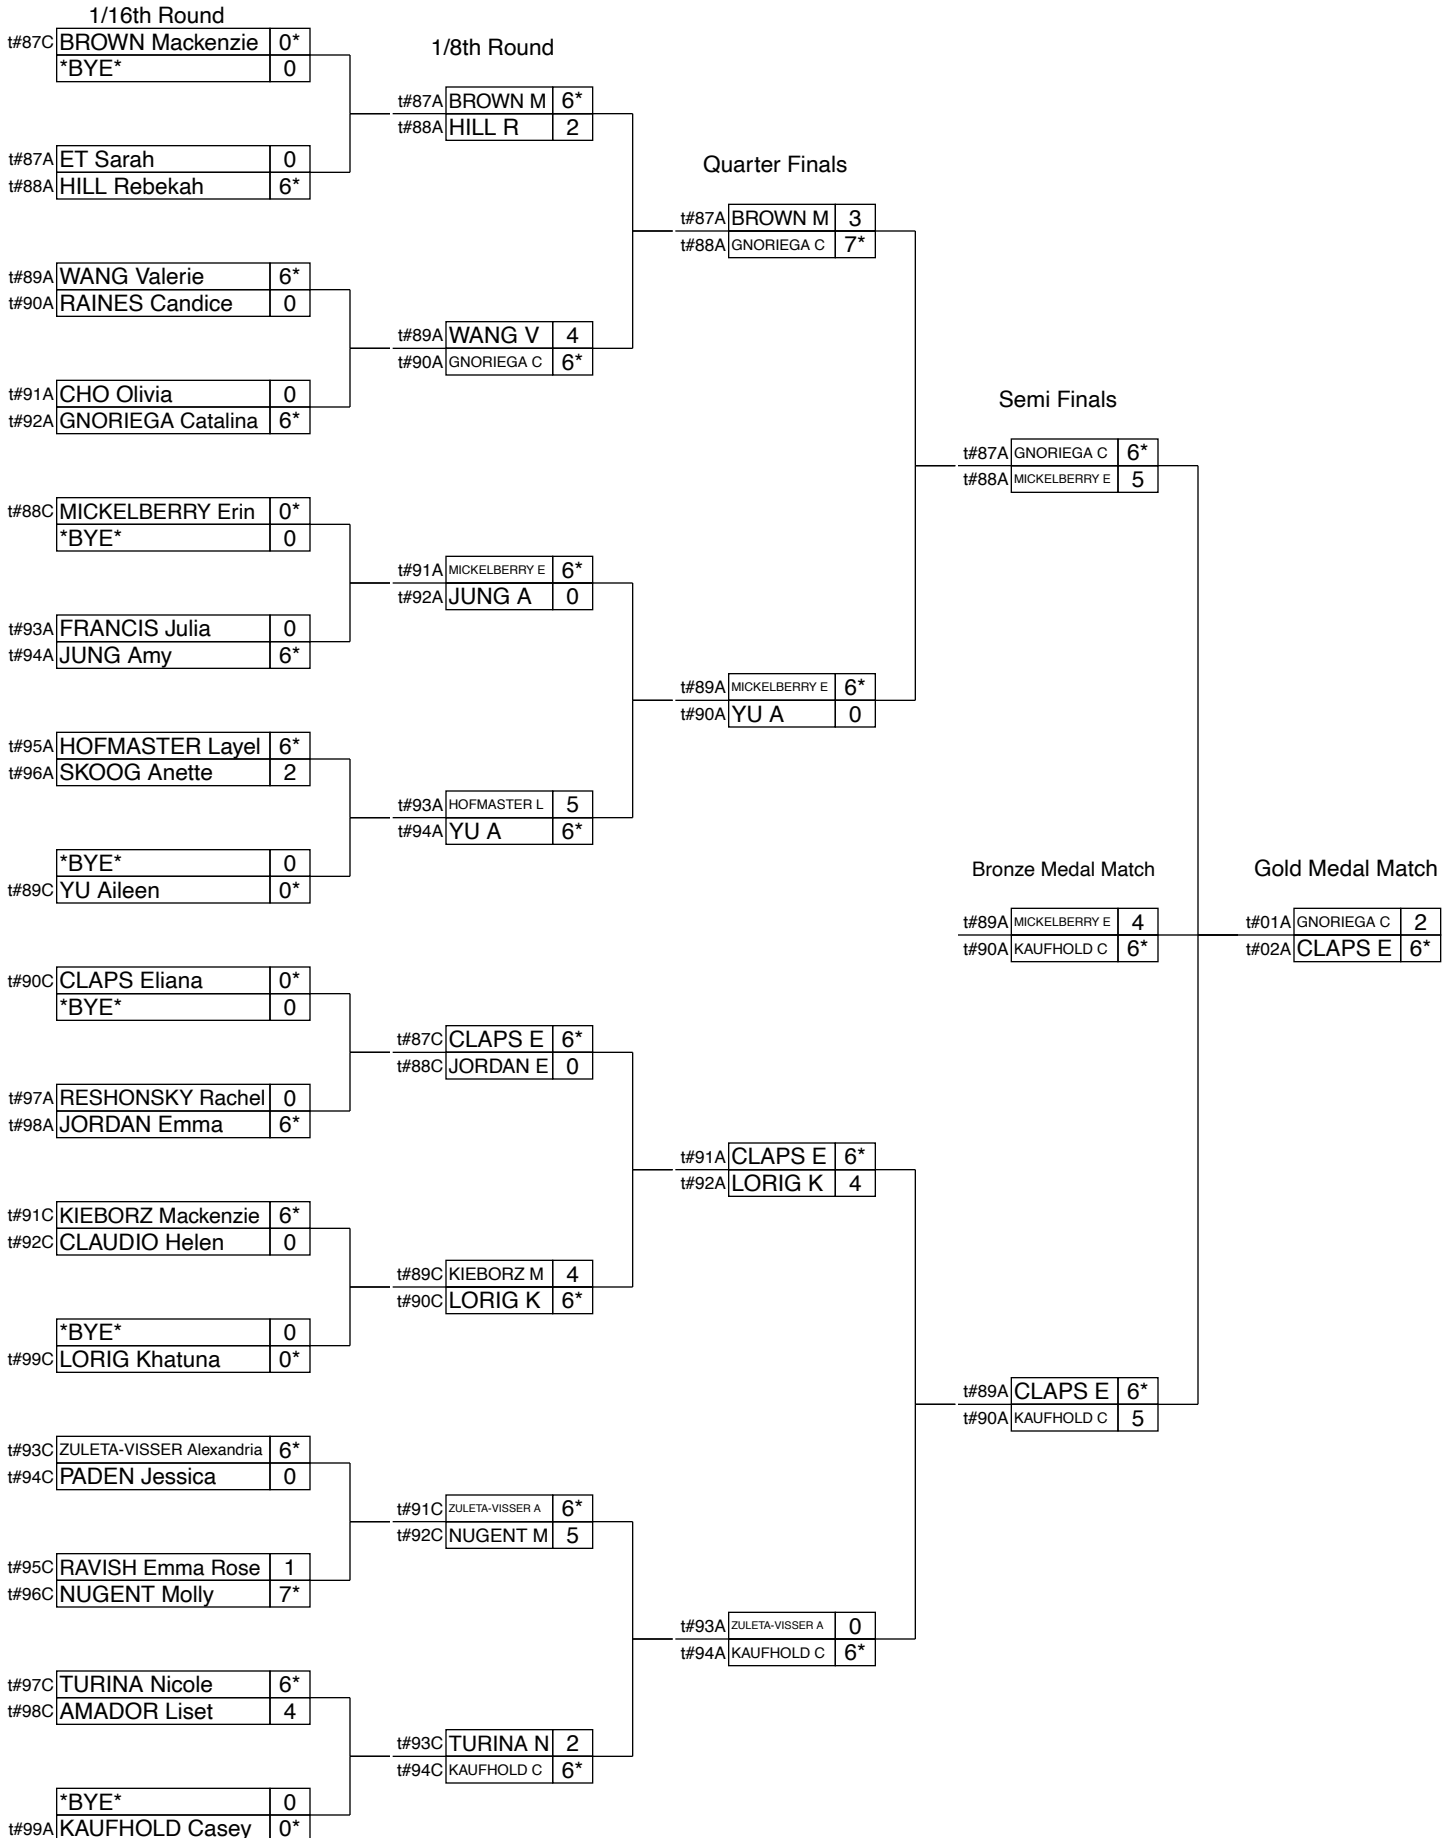 1/16th Round
t#87C BROWN Mackenzie 0*
*BYE* 0
t#87A ET Sarah 0
t#88A HILL Rebekah 6*
t#89A WANG Valerie 6*
t#90A RAINES Candice 0
t#91A CHO Olivia 0
t#92A GNORIEGA Catalina 6*
t#88C MICKELBERRY Erin 0*
*BYE* 0
t#93A FRANCIS Julia 0
t#94A JUNG Amy 6*
t#95A HOFMASTER Layel 6*
t#96A SKOOG Anette 2
*BYE* 0
t#89C YU Aileen 0*
t#90C CLAPS Eliana 0*
*BYE* 0
t#97A RESHONSKY Rachel 0
t#98A JORDAN Emma 6*
t#91C KIEBORZ Mackenzie 6*
t#92C CLAUDIO Helen 0
*BYE* 0
t#99C LORIG Khatuna 0*
t#93C ZULETA-VISSER Alexandria 6*
t#94C PADEN Jessica 0
t#95C RAVISH Emma Rose 1
t#96C NUGENT Molly 7*
t#97C TURINA Nicole 6*
t#98C AMADOR Liset 4
*BYE* 0
t#99A KAUFHOLD Casey 0*
1/8th Round
t#87A BROWN M 6*
t#88A HILL R 2
t#89A WANG V 4
t#90A GNORIEGA C 6*
t#91A MICKELBERRY E 6*
t#92A JUNG A 0
t#93A HOFMASTER L 5
t#94A YU A 6*
t#87C CLAPS E 6*
t#88C JORDAN E 0
t#89C KIEBORZ M 4
t#90C LORIG K 6*
t#91C ZULETA-VISSER A 6*
t#92C NUGENT M 5
t#93C TURINA N 2
t#94C KAUFHOLD C 6*
Quarter Finals
t#87A BROWN M 3
t#88A GNORIEGA C 7*
t#89A MICKELBERRY E 6*
t#90A YU A 0
t#91A CLAPS E 6*
t#92A LORIG K 4
t#93A ZULETA-VISSER A 0
t#94A KAUFHOLD C 6*
Semi Finals
t#87A GNORIEGA C 6*
t#88A MICKELBERRY E 5
t#89A CLAPS E 6*
t#90A KAUFHOLD C 5
Bronze Medal Match
t#89A MICKELBERRY E 4
t#90A KAUFHOLD C 6*
Gold Medal Match
t#01A GNORIEGA C 2
t#02A CLAPS E 6*